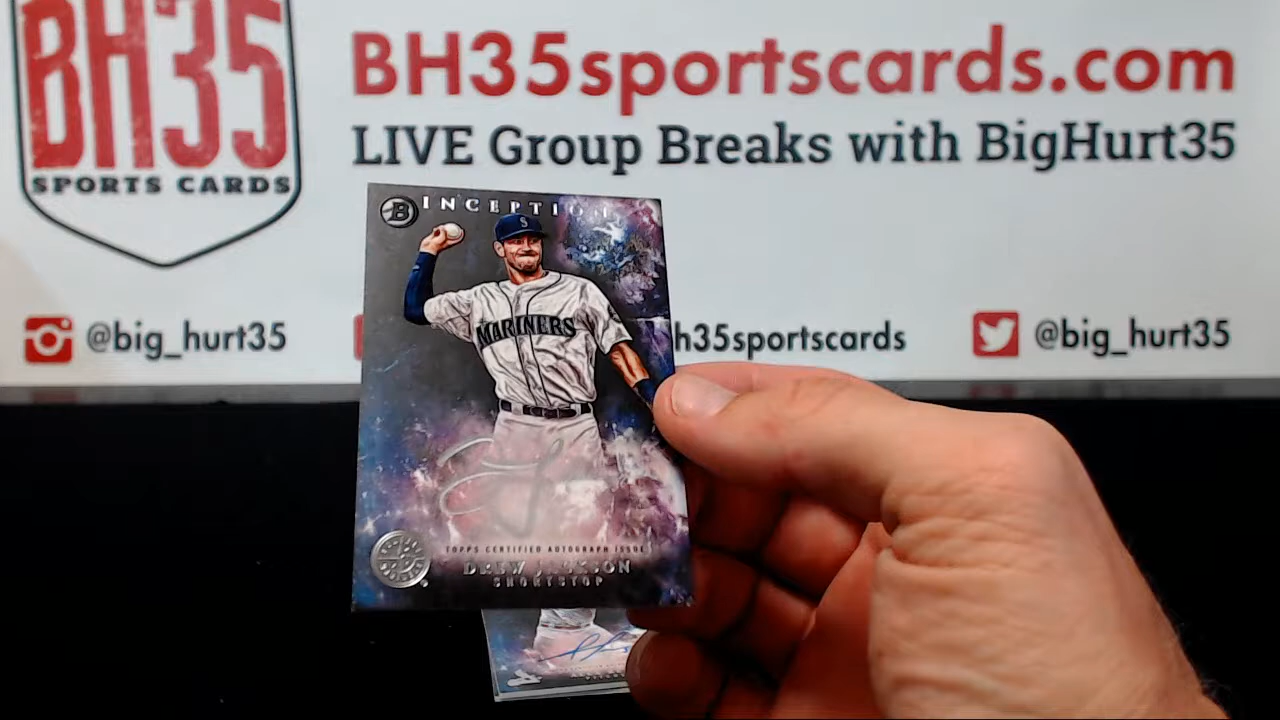 BH35
SPORTS CARDS
BH35sportscards.com
LIVE Group Breaks with BigHurt35
@big_hurt35
h35sportscards
@big_hurt35
B INCEPTION
S
MARINERS
TOPPS CERTIFIED AUTOGRAPH ISSUE
DREW JACKSON
SHORTSTOP